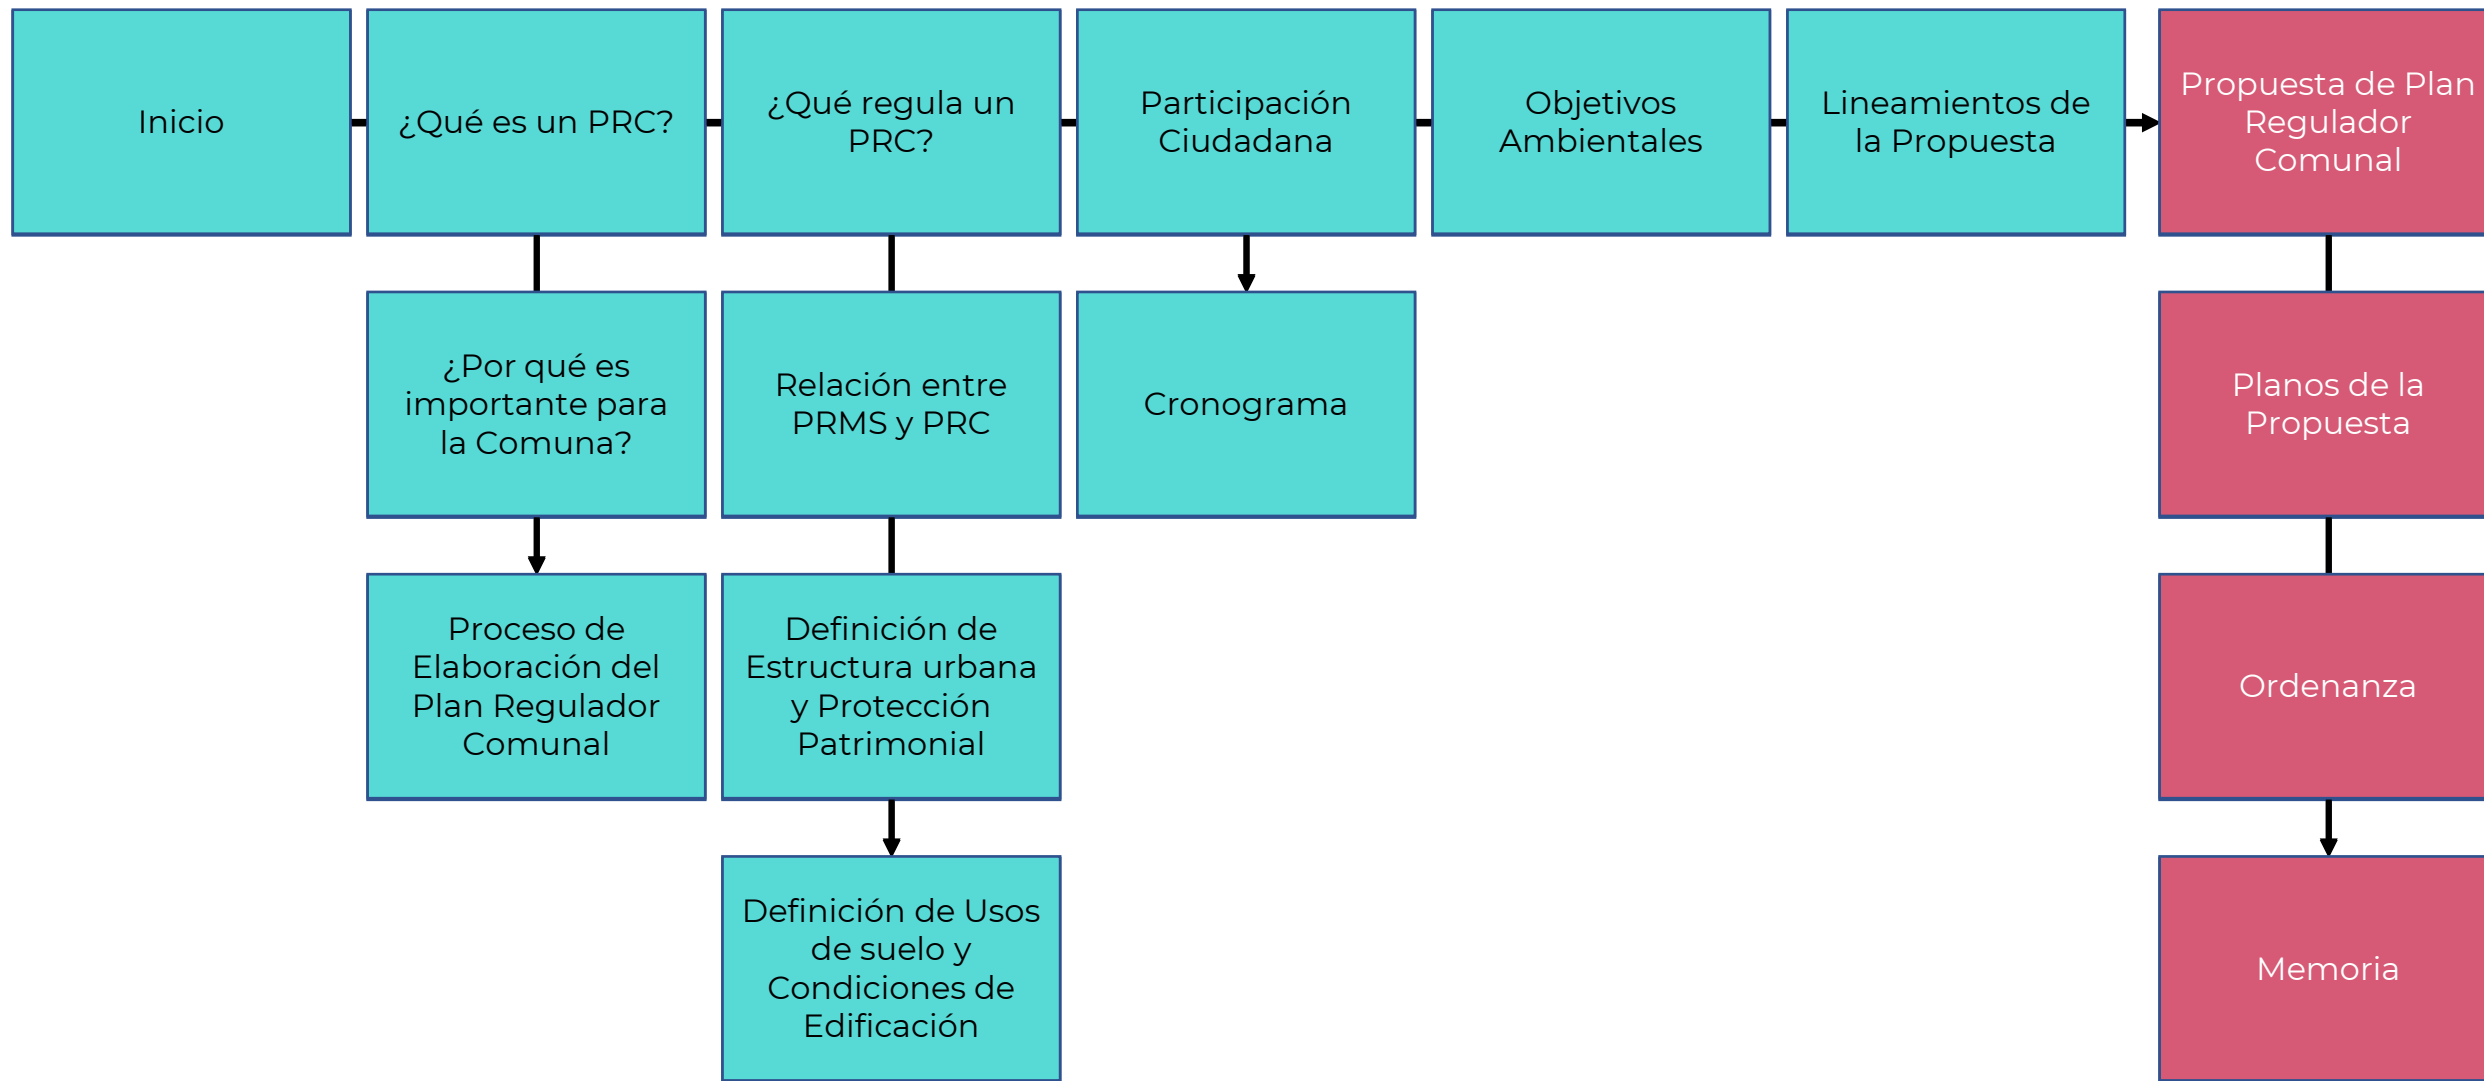 Inicio
¿Qué es un PRC?
¿Qué regula un
PRC?
Participación
Ciudadana
Objetivos
Ambientales
Lineamientos de
la Propuesta
Propuesta de Plan
Regulador
Comunal
¿Por qué es
importante para
la Comuna?
Relación entre
PRMS y PRC
Cronograma
Planos de la
Propuesta
Proceso de
Elaboración del
Plan Regulador
Comunal
Definición de
Estructura urbana
y Protección
Patrimonial
Ordenanza
Definición de Usos
de suelo y
Condiciones de
Edificación
Memoria